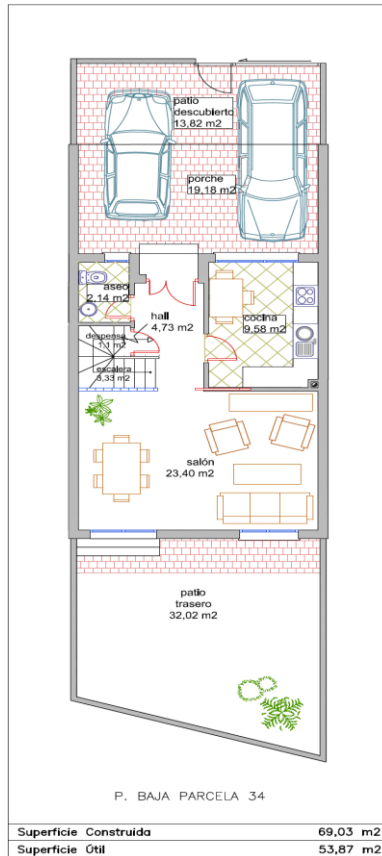 patio
descubierto
13,82 m2
porche
19,18 m2
aseo
2,14 m2
hall
4,73 m2
cocina
9,58 m2
despensa
1,1 m2
escalera
3,33 m2
salón
23,40 m2
patio
trasero
32,02 m2
P. BAJA PARCELA 34
Superficie Construida 69,03 m2
Superficie Útil 53,87 m2